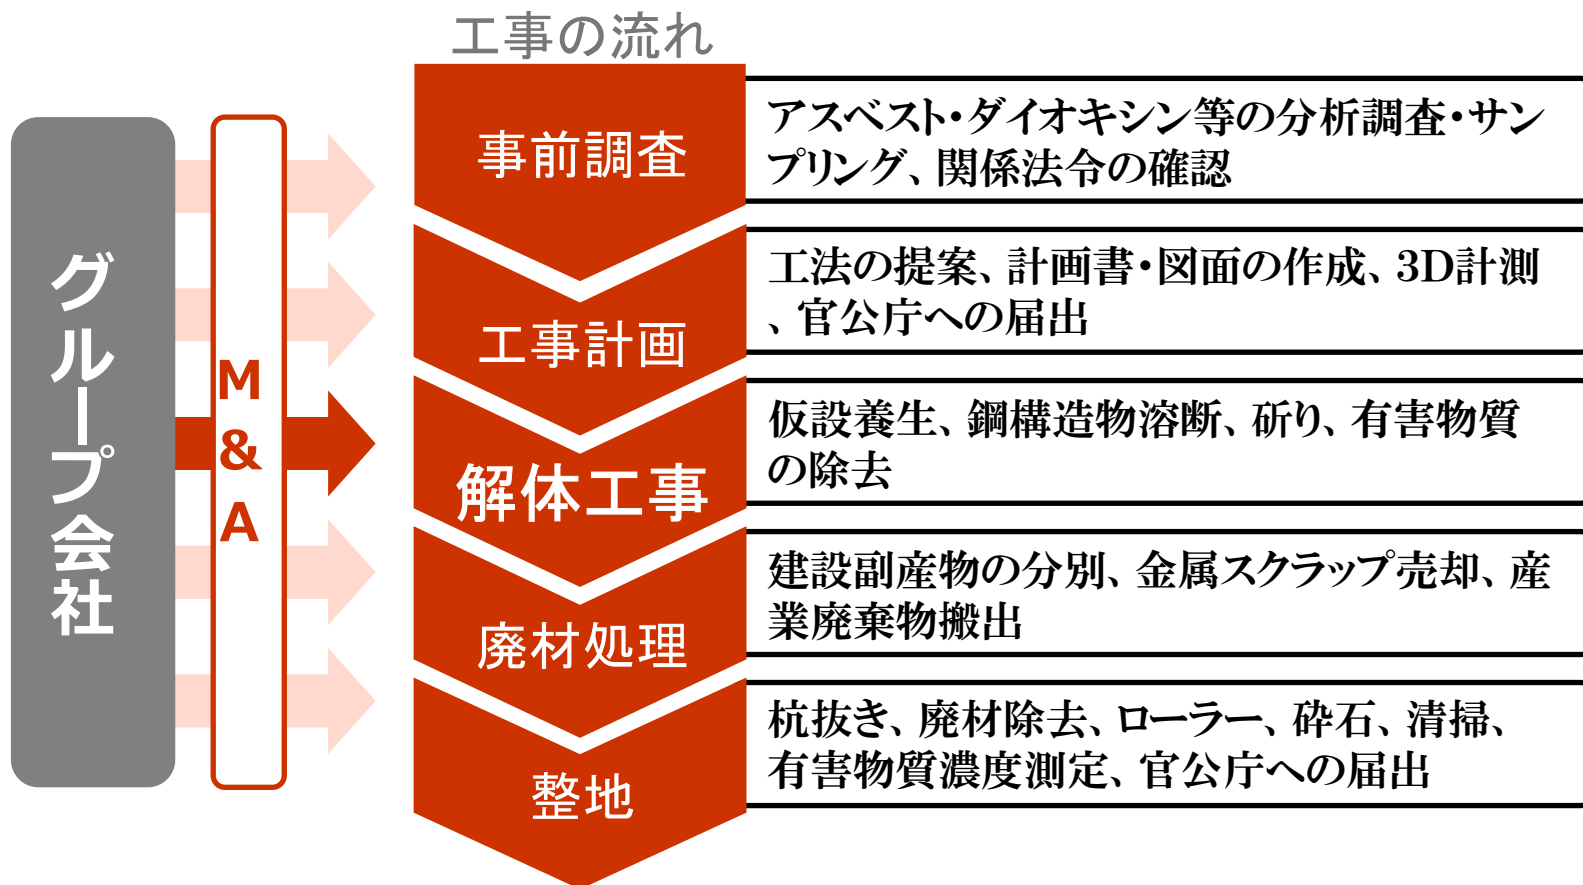 工事の流れ
グループ会社
M
&
A
事前調査
アスベスト・ダイオキシン等の分析調査・サン
プリング、関係法令の確認
工事計画
工法の提案、計画書・図面の作成、3D計測
、官公庁への届出
解体工事
仮設養生、鋼構造物溶断、斫り、有害物質
の除去
廃材処理
建設副産物の分別、金属スクラップ売却、産
業廃棄物搬出
整地
杭抜き、廃材除去、ローラー、砕石、清掃、
有害物質濃度測定、官公庁への届出